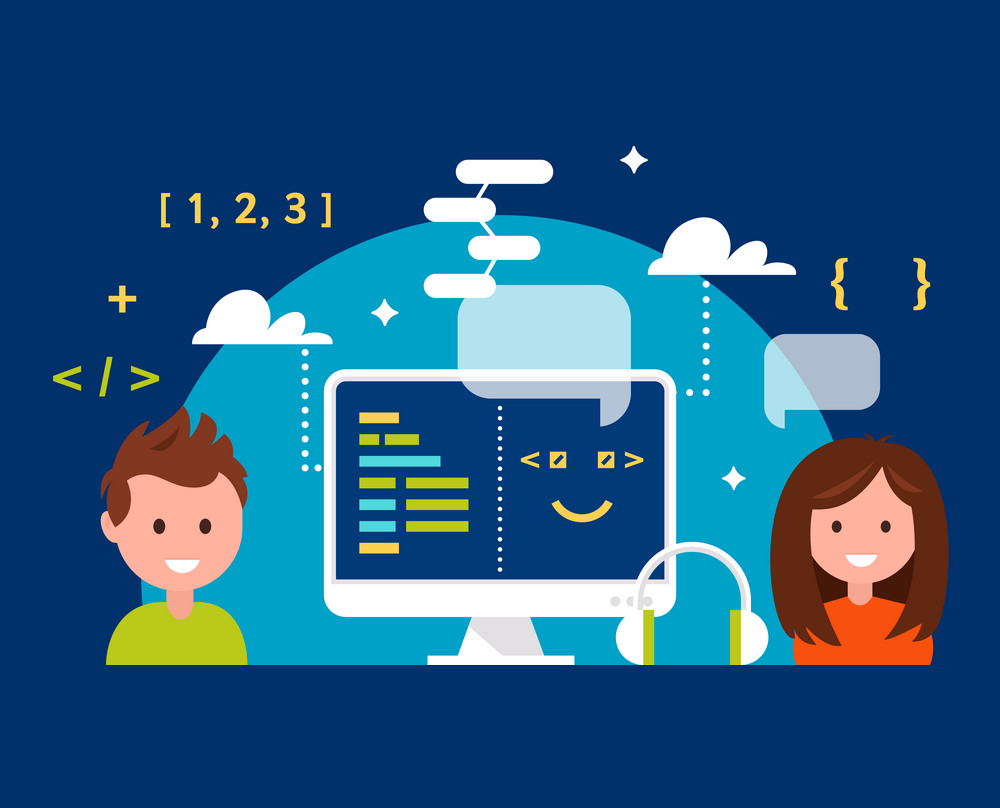 [ 1, 2, 3 ]
{ }
+
< / >
< >